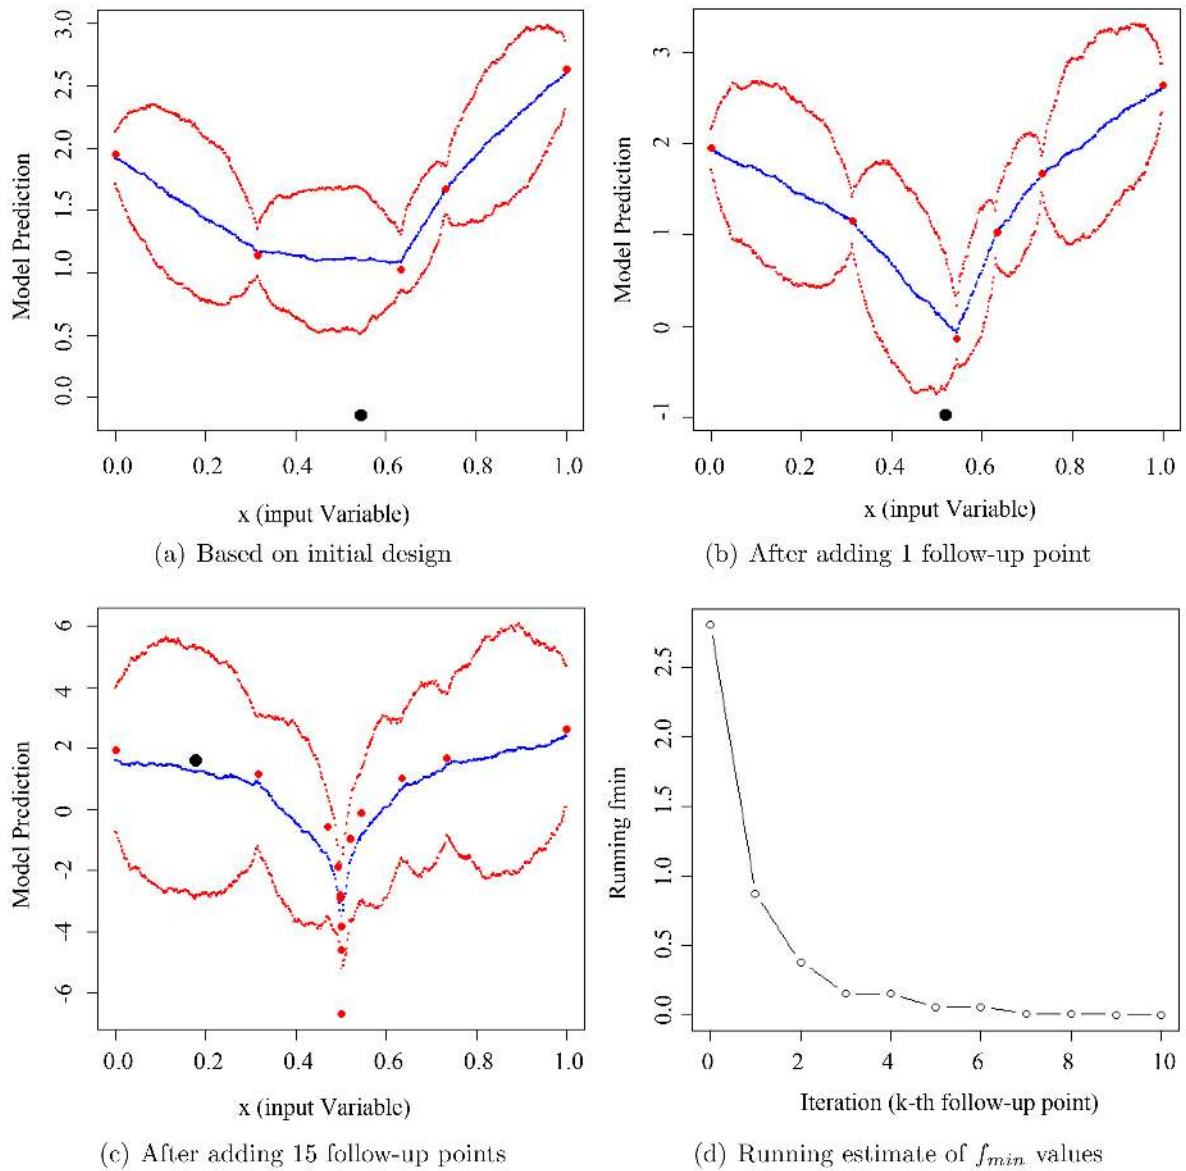 3.0
2.5
2.0
1.5
1.0
0.5
0.0
Model Prediction
0.0 0.2 0.4 0.6 0.8 1.0
x (input Variable)
(a) Based on initial design
3
2
1
0
-1
Model Prediction
0.0 0.2 0.4 0.6 0.8 1.0
x (input Variable)
(b) After adding 1 follow-up point
6
4
2
0
-2
-4
-6
Model Prediction
0.0 0.2 0.4 0.6 0.8 1.0
x (input Variable)
(c) After adding 15 follow-up points
2.5
2.0
1.5
1.0
0.5
0.0
Running fmin
0 2 4 6 8 10
Iteration (k-th follow-up point)
(d) Running estimate of f_min values